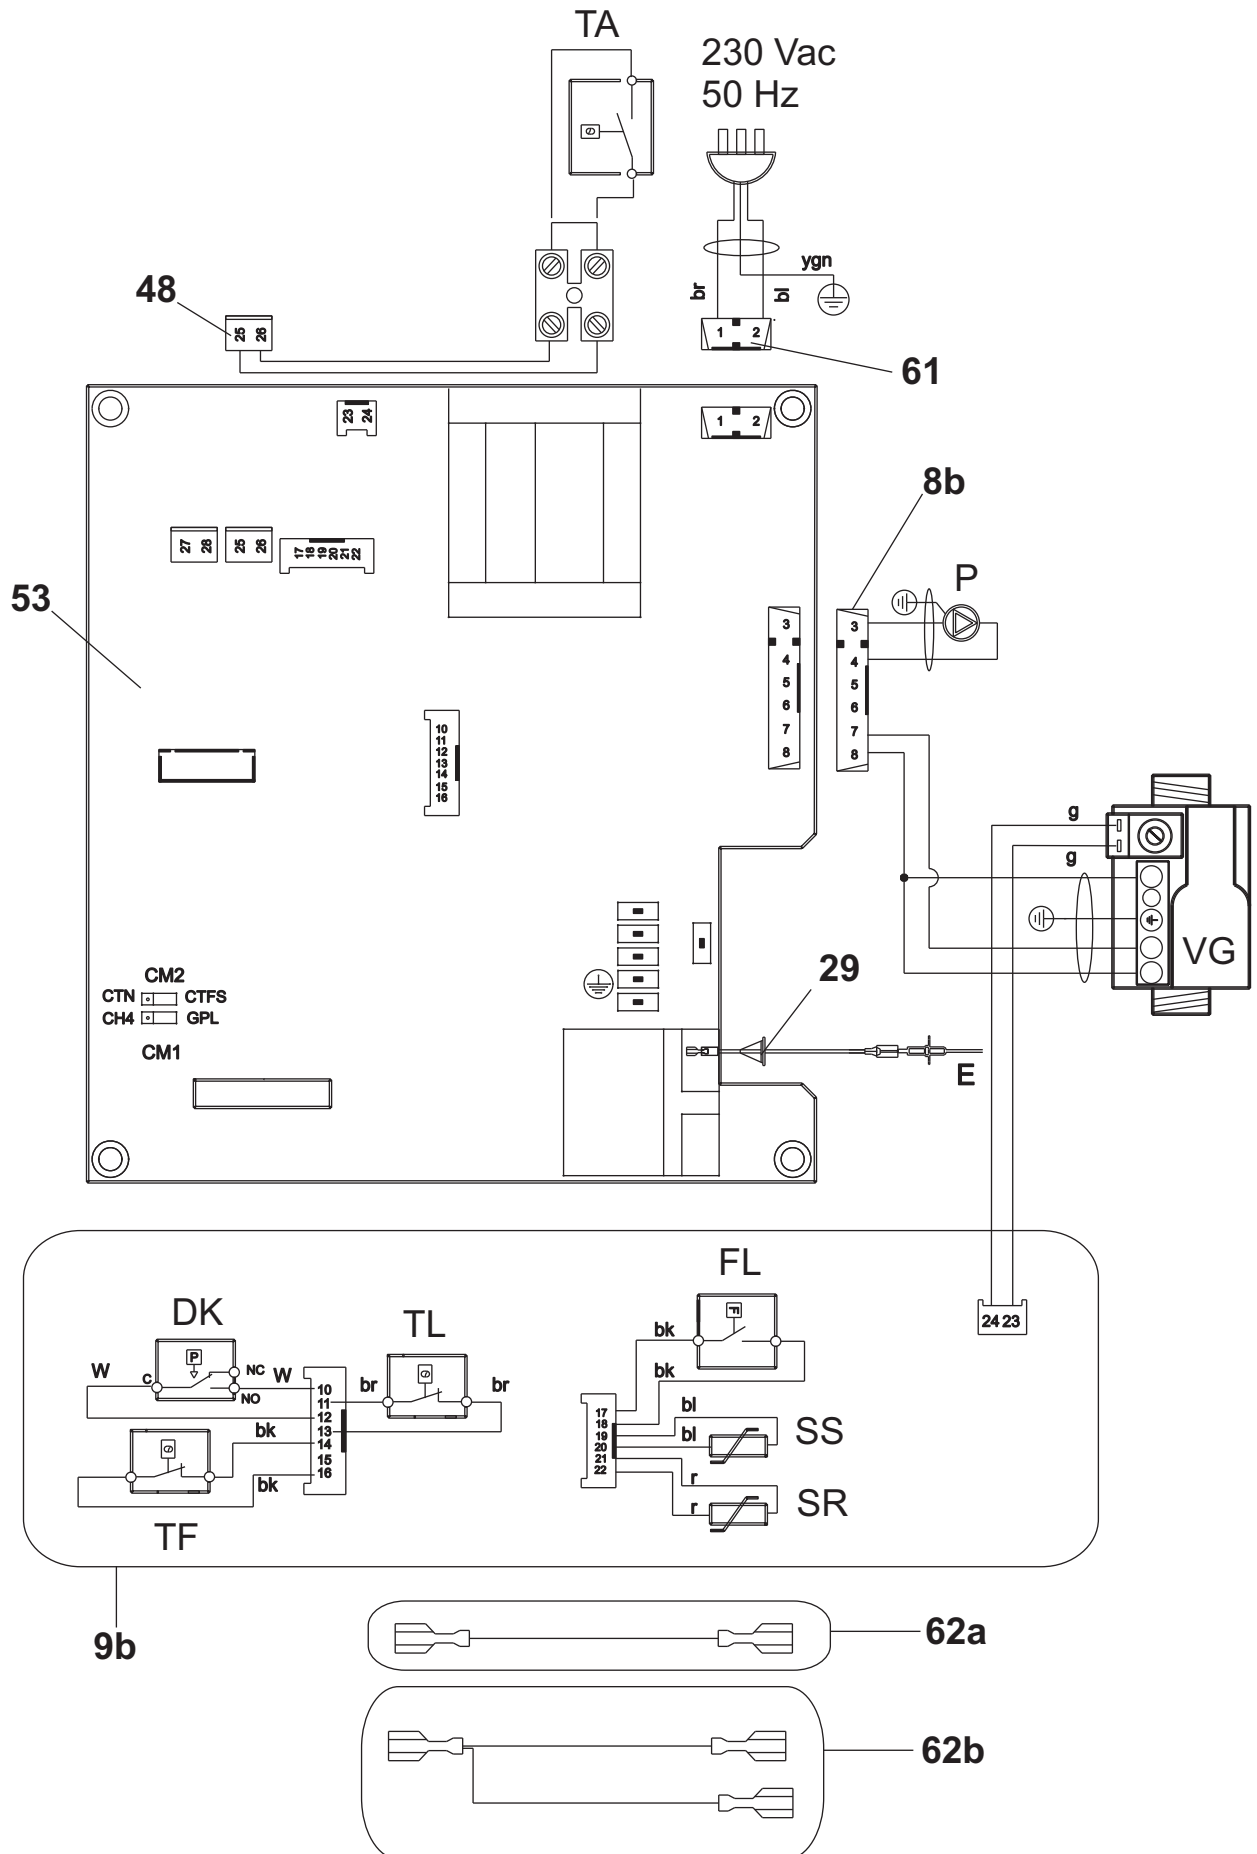 TA
230 Vac
50 Hz
ygn
br
bl
48
25 26
1 2
61
23 24
1 2
8b
27 28
25 26
17 18 19 20 21 22
P
53
3
4
5
6
7
8
3
4
5
6
7
8
10
11
12
13
14
15
16
g
g
VG
CM2
CTN
CTFS
CH4
GPL
CM1
29
E
24 23
DK
P
W
C
NC
NO
W
TL
br
br
10
11
12
13
14
15
16
bk
bk
TF
FL
F
bk
bk
17
18
19
20
21
22
bl
bl
SS
r
r
SR
9b
62a
62b